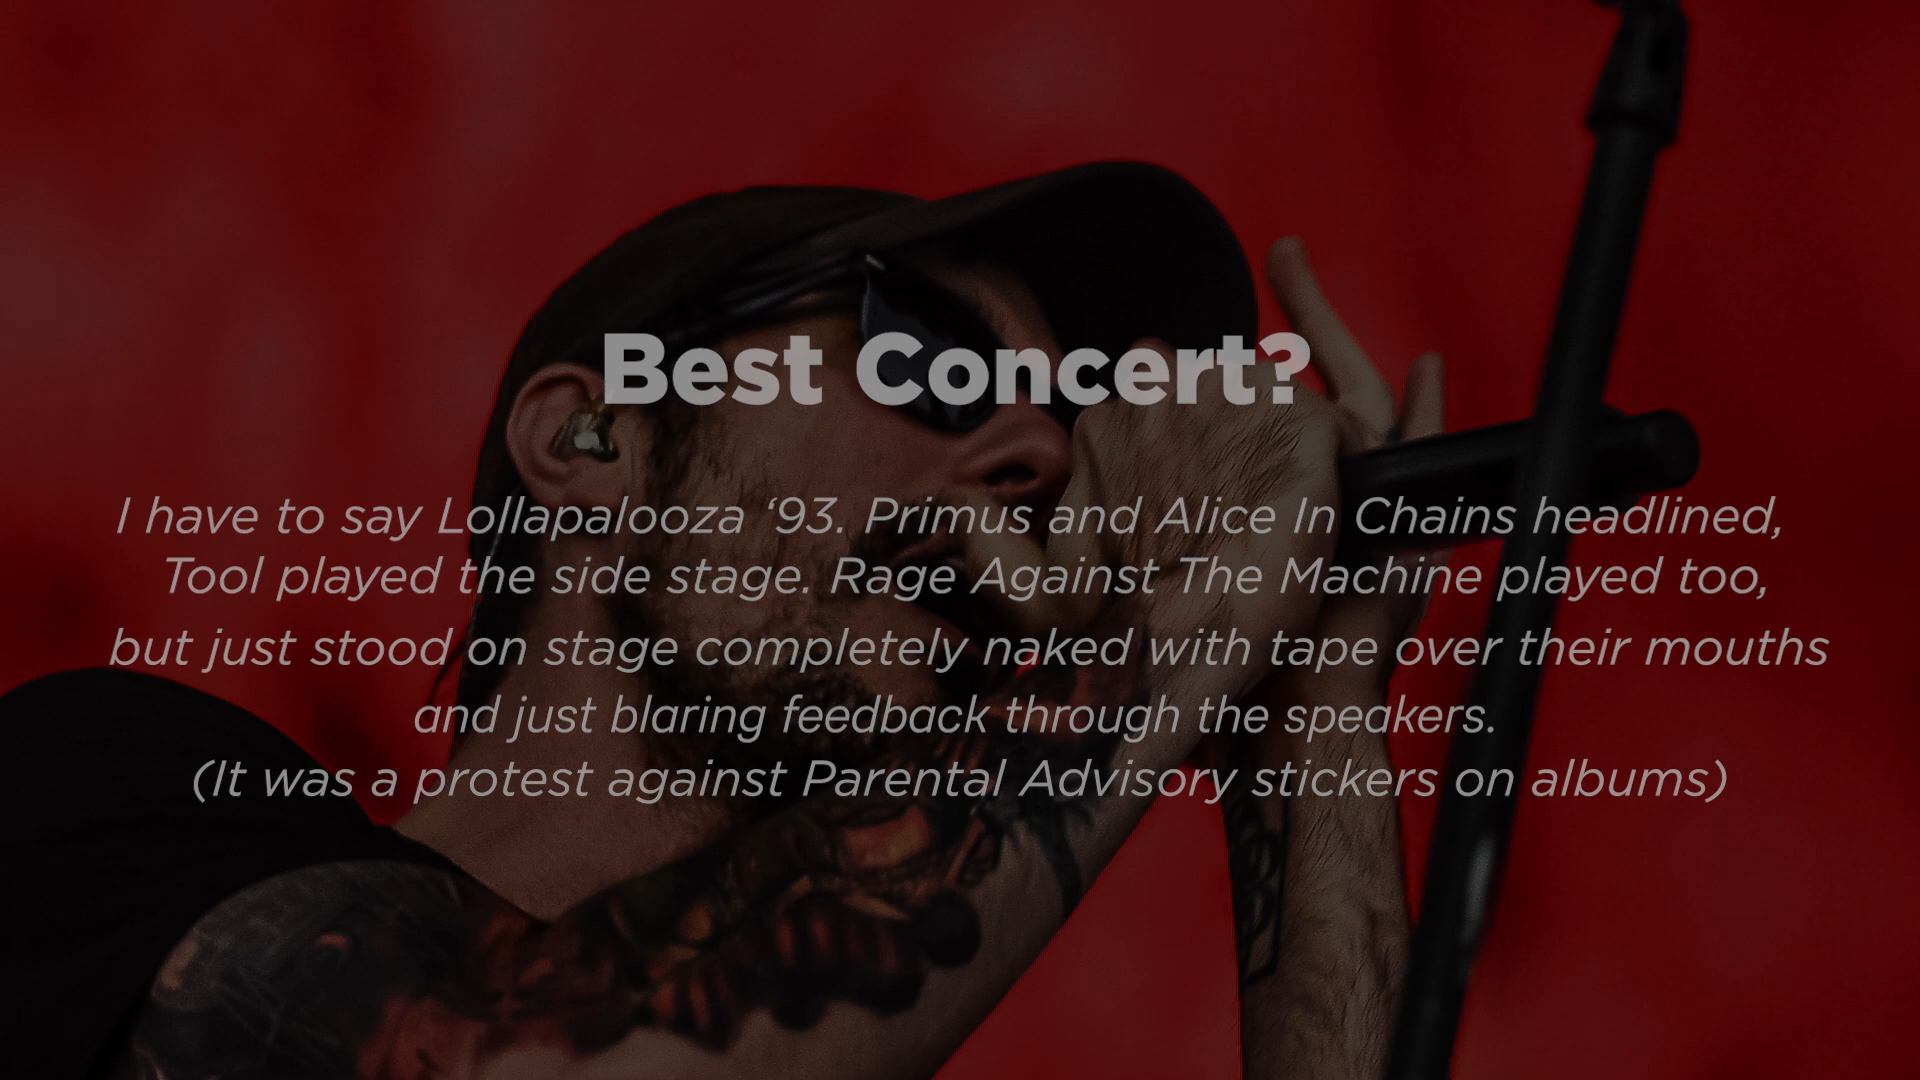 Best Concert?
I have to say Lollapalooza ‘93. Primus and Alice In Chains headlined,
Tool played the side stage. Rage Against The Machine played too,
but just stood on stage completely naked with tape over their mouths
and just blaring feedback through the speakers.
(It was a protest against Parental Advisory stickers on albums)